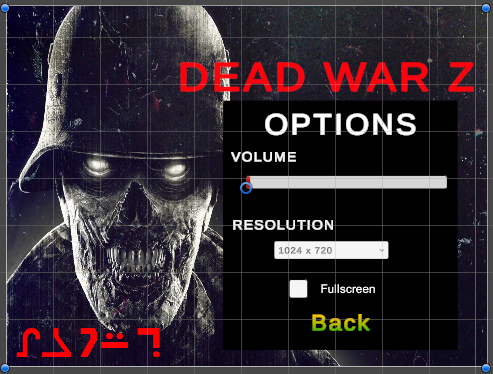 DEAD WAR Z
OPTIONS
VOLUME
RESOLUTION
1024 x 720
Fullscreen
Back